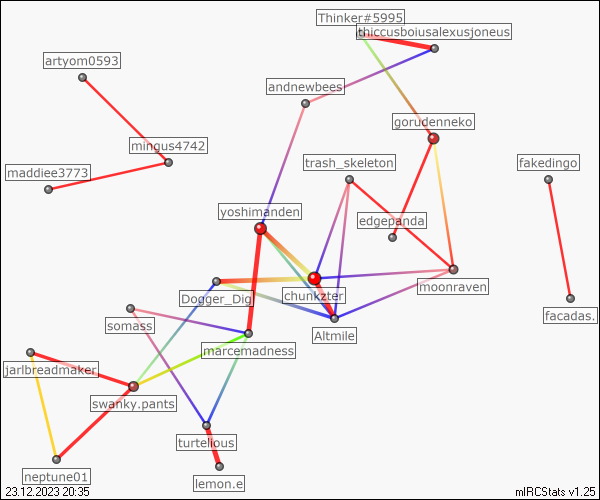 Thinker#5995
thiccusboiusalexusjoneus
artyom0593
andnewbees
gorudenneko
mingus4742
trash_skeleton
fakedingo
maddiee3773
yoshimanden
edgepanda
Dogger_Dig
chunkzter
moonraven
facadas.
somass
Altmile
marcemadness
jarlbreadmaker
swanky.pants
turtelious
neptune01
lemon.e
23.12.2023 20:35
mIRCStats v1.25